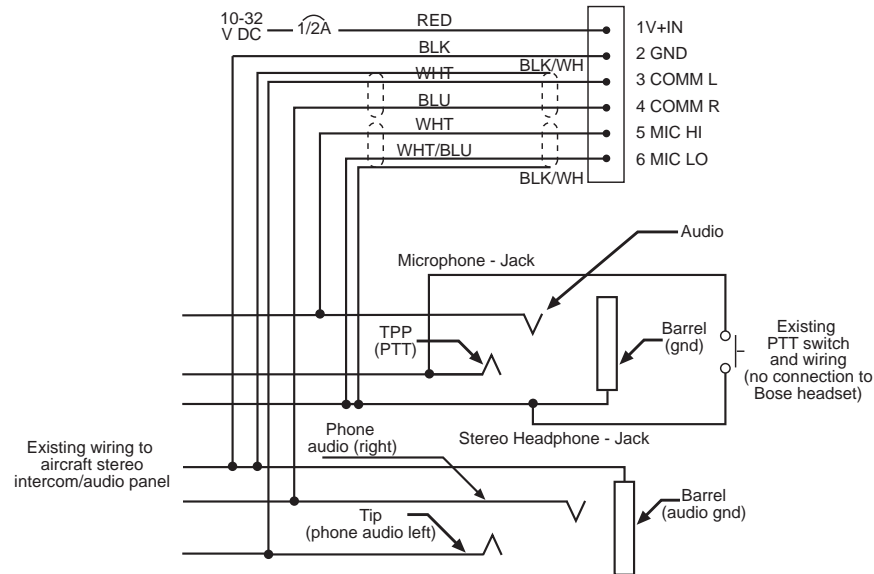 10-32
V DC
1/2A
RED
1V+IN
BLK
2 GND
BLK/WH
WHT
3 COMM L
BLU
4 COMM R
WHT
5 MIC HI
WHT/BLU
6 MIC LO
BLK/WH
Audio
Microphone - Jack
TPP
(PTT)
Barrel
(gnd)
Existing
PTT switch
and wiring
(no connection to
Bose headset)
Phone
audio (right)
Stereo Headphone - Jack
Existing wiring to
aircraft stereo
intercom/audio panel
Tip
(phone audio left)
Barrel
(audio gnd)